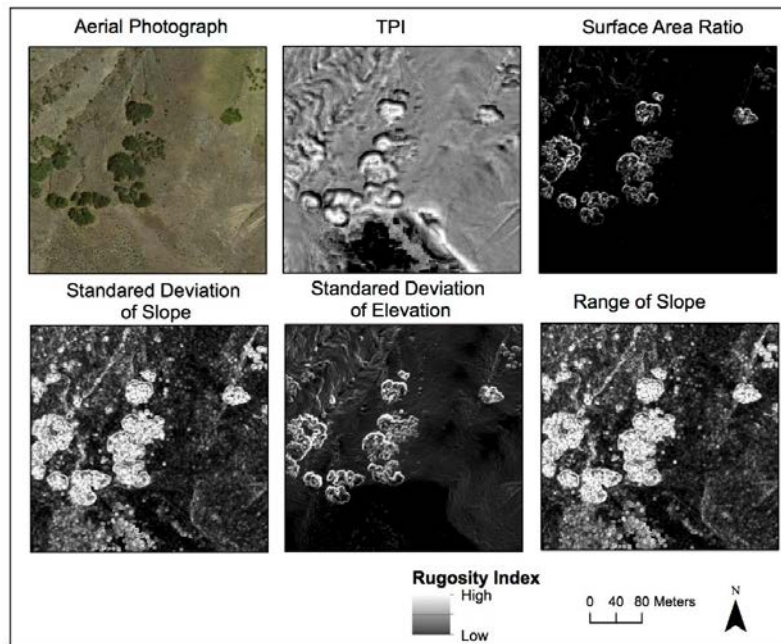 Aerial Photograph
TPI
Surface Area Ratio
Standared Deviation
of Slope
Standard Deviation
of Elevation
Range of Slope
Rugosity Index
High
Low
0 40 80 Meters
N